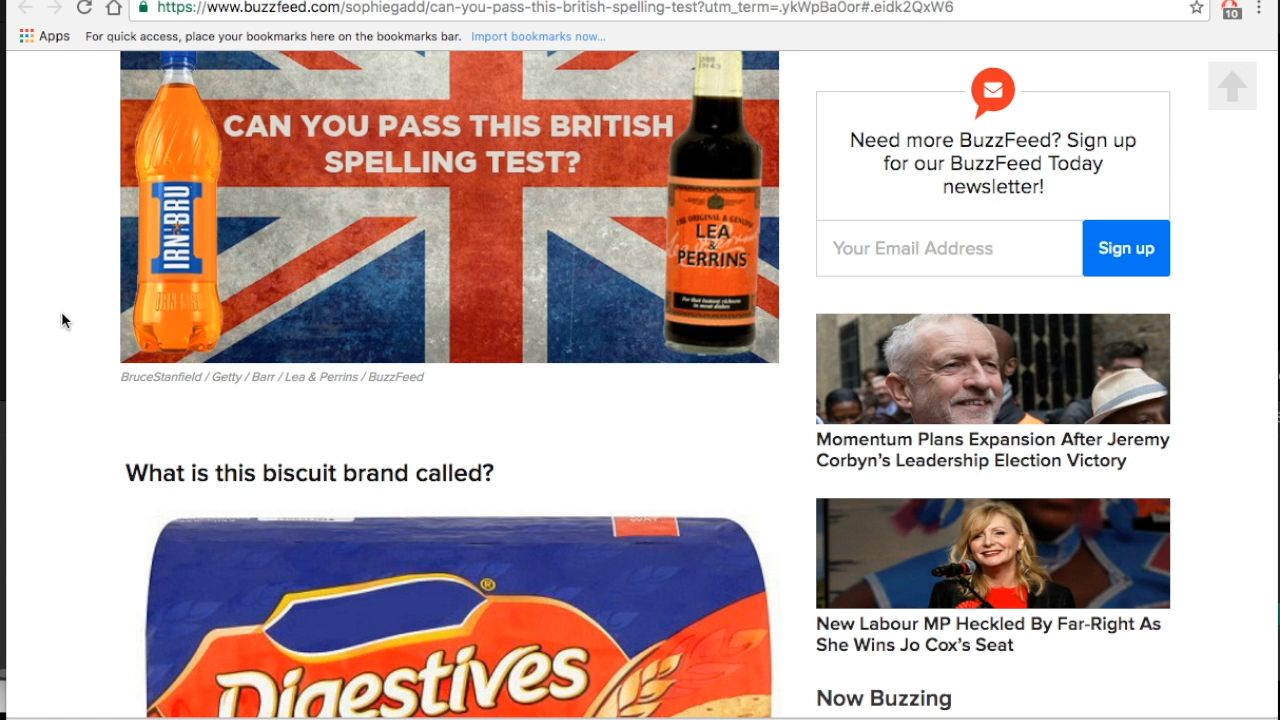 https://www.buzzfeed.com/sophiegadd/can-you-pass-this-british-spelling-test?utm_term=.ykWpBa0or#.eidk2QxW6
10
Apps
For quick access, place your bookmarks here on the bookmarks bar.
Import bookmarks now...
CAN YOU PASS THIS BRITISH
SPELLING TEST?
IRN-BRU
THE ORIGINAL & GENUINE
LEA
&
PERRINS
BruceStanfield / Getty / Barr / Lea & Perrins / BuzzFeed
What is this biscuit brand called?
WAY
®
Digestives
Need more BuzzFeed? Sign up
for our BuzzFeed Today
newsletter!
Your Email Address
Sign up
Momentum Plans Expansion After Jeremy
Corbyn's Leadership Election Victory
New Labour MP Heckled By Far-Right As
She Wins Jo Cox's Seat
Now Buzzing